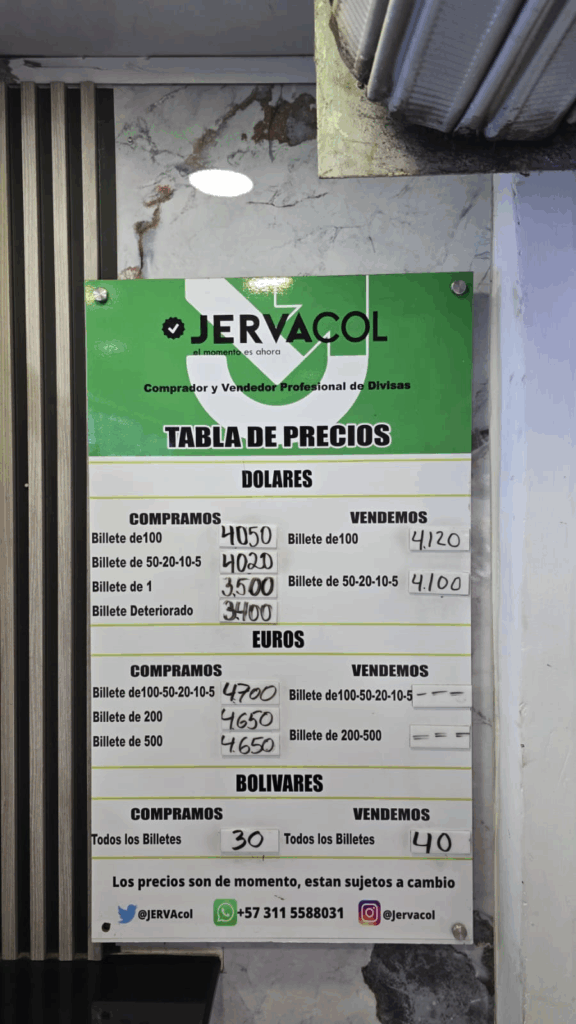 JERVACOL
el momento es ahora
Comprador y Vendedor Profesional de Divisas
TABLA DE PRECIOS
DOLARES
COMPRAMOS VENDEMOS
Billete de100 4050 Billete de100 4.120
Billete de 50-20-10-5 4020 Billete de 50-20-10-5 4.100
Billete de 1 3,500
Billete Deteriorado 3400
EUROS
COMPRAMOS VENDEMOS
Billete de100-50-20-10-5 4700 Billete de100-50-20-10-5 ---
Billete de 200 4650
Billete de 500 4.650 Billete de 200-500 ===
BOLIVARES
COMPRAMOS VENDEMOS
Todos los Billetes 30 Todos los Billetes 40
Los precios son de momento, estan sujetos a cambio
@JERVAcol +57 311 5588031 @jervacol